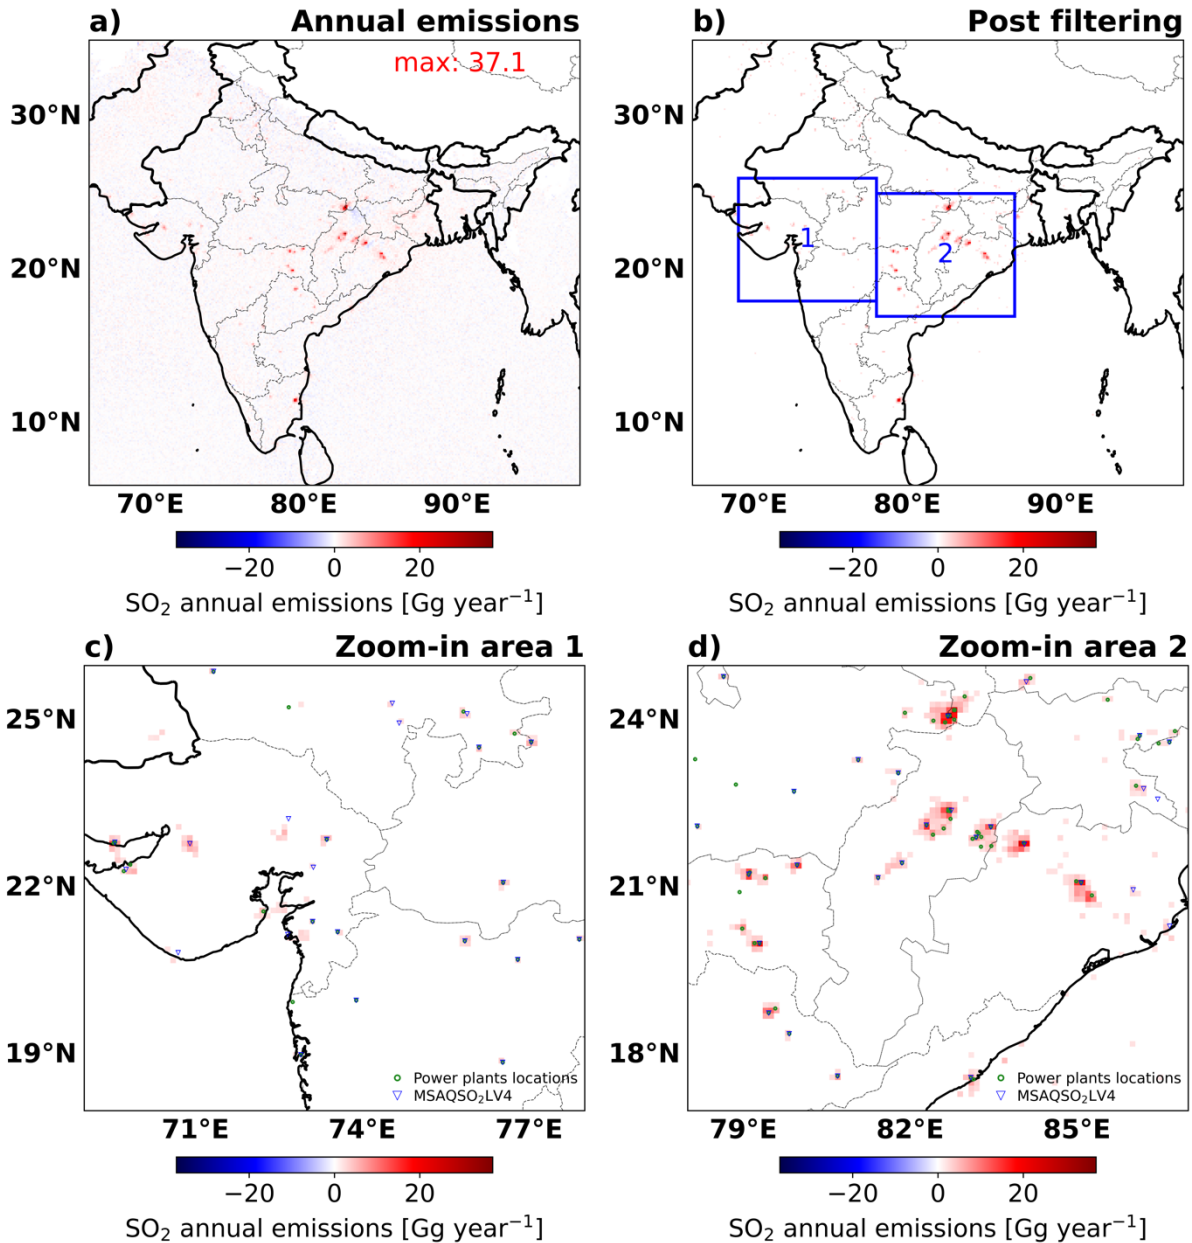 a) Annual emissions
max: 37.1
30°N
20°N
10°N
70°E 80°E 90°E
−20 0 20
SO₂ annual emissions [Gg year⁻¹]
b) Post filtering
1
2
30°N
20°N
10°N
70°E 80°E 90°E
−20 0 20
SO₂ annual emissions [Gg year⁻¹]
c) Zoom-in area 1
25°N
22°N
19°N
Power plants locations
MSAQSO₂LV4
71°E 74°E 77°E
−20 0 20
SO₂ annual emissions [Gg year⁻¹]
d) Zoom-in area 2
24°N
21°N
18°N
Power plants locations
MSAQSO₂LV4
79°E 82°E 85°E
−20 0 20
SO₂ annual emissions [Gg year⁻¹]